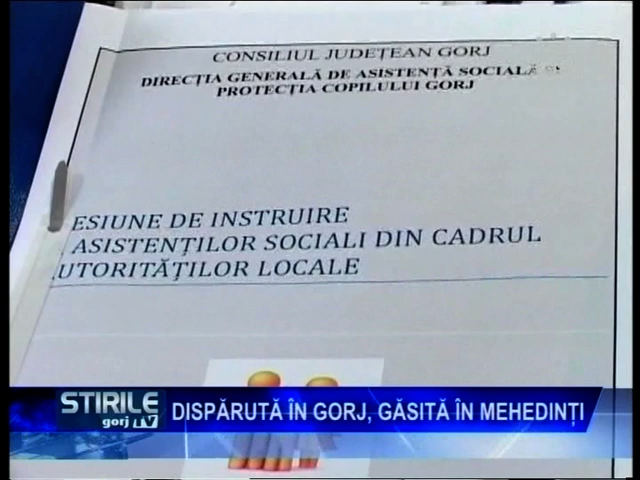 CONSILIUL JUDEȚEAN GORJ
DIRECȚIA GENERALĂ DE ASISTENȚĂ SOCIALĂ
PROTECȚIA COPILULUI GORJ
ESIUNE DE INSTRUIRE
ASISTENȚILOR SOCIALI DIN CADRUL
UTORITĂȚILOR LOCALE
STIRILE
gorj TV
DISPĂRUTĂ ÎN GORJ, GĂSITĂ ÎN MEHEDINȚI